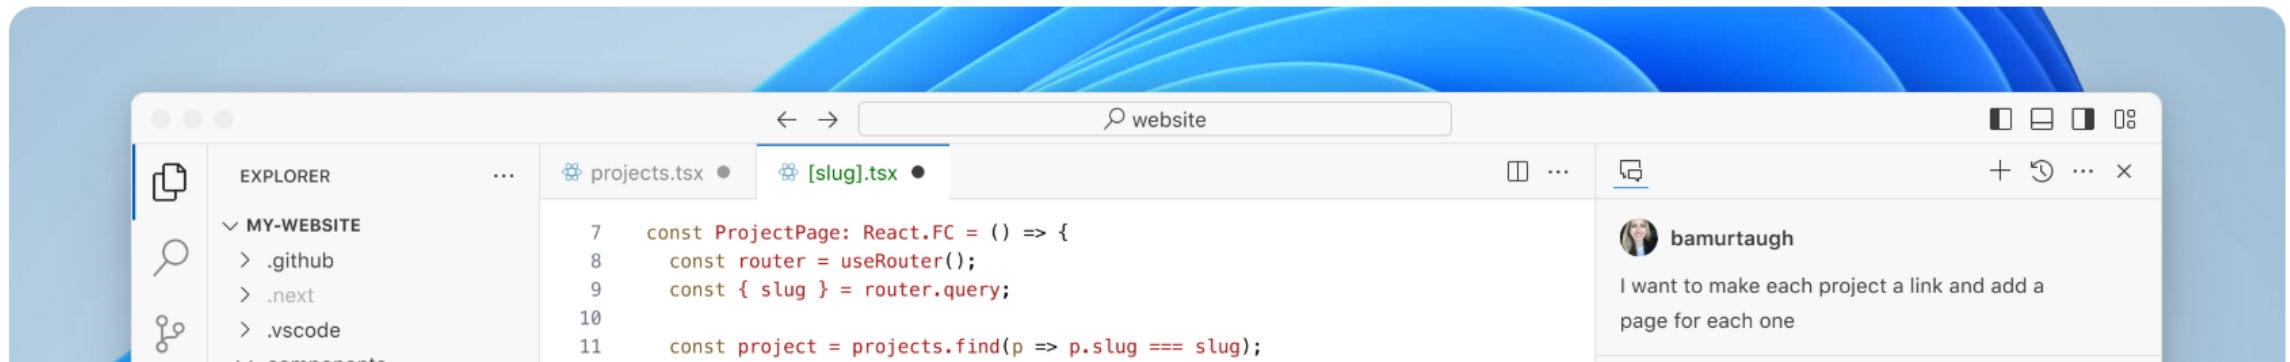 website
EXPLORER
MY-WEBSITE
.github
.next
.vscode
components
projects.tsx
[slug].tsx
7 const ProjectPage: React.FC = () => {
8 const router = useRouter();
9 const { slug } = router.query;
10
11 const project = projects.find(p => p.slug === slug);
bamurtaugh
I want to make each project a link and add a
page for each one